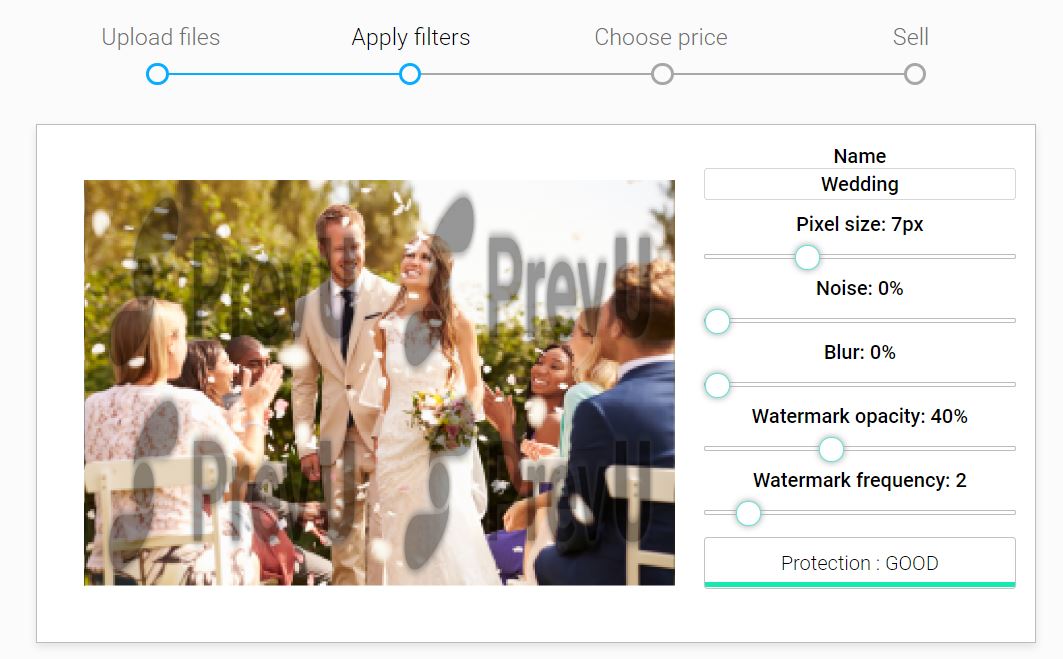 Upload files
Apply filters
Choose price
Sell
Name
Wedding
Pixel size: 7px
Noise: 0%
Blur: 0%
Watermark opacity: 40%
Watermark frequency: 2
Protection : GOOD
PrevU
PrevU
PrevU
PrevU